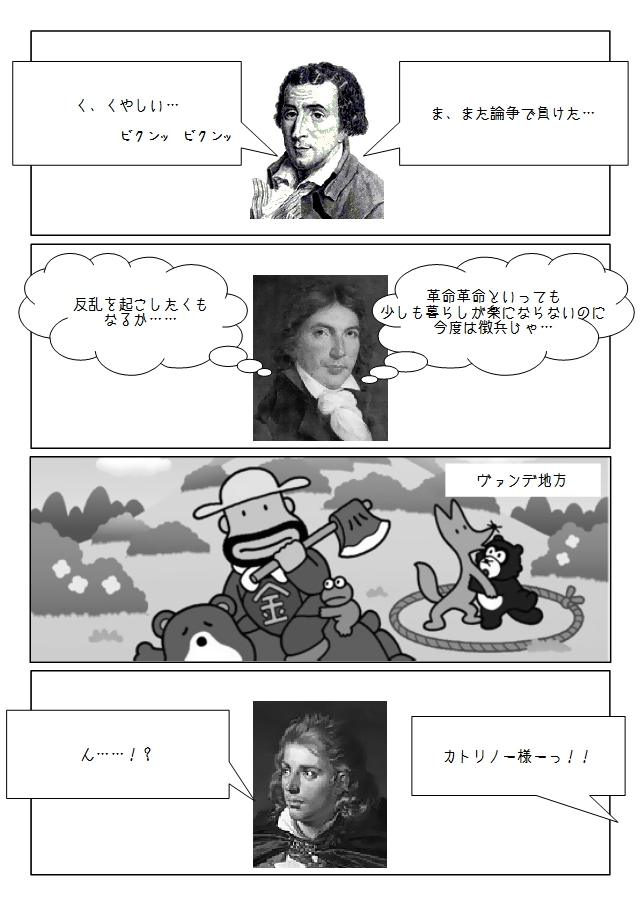 ま、また論争で負けた…
く、くやしい…
ビクンッ ビクンッ
革命革命といっても
少しも暮らしが楽にならないのに
今度は徴兵じゃ…
反乱を起こしたくも
なるか……
ヴァンデ地方
金
カトリノー様ーっ！！
ん……！？